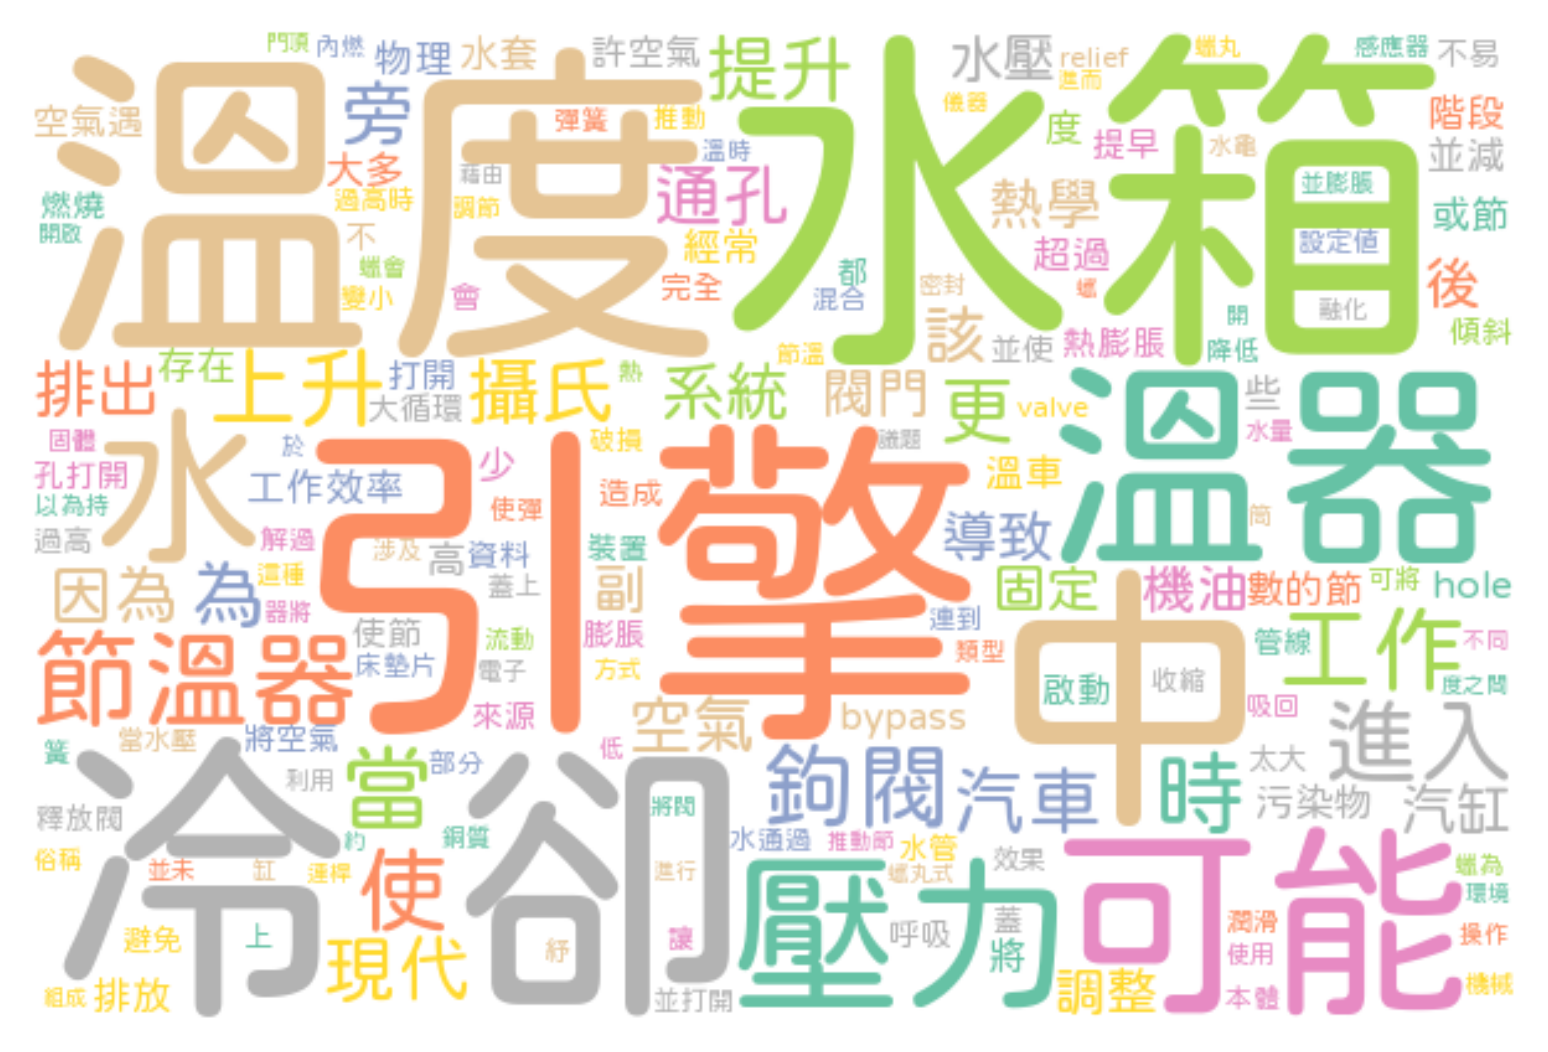 門頂
內燃
物理
水套
許空氣
提升
水壓
relief
蠟丸
感應器
不易
溫度
水箱
進而
空氣遇
旁
彈簧
推動
儀器
度
提早
水龜
階段
大多
藉由
溫時
通孔
並減
燃燒
過高時
調節
熱學
並膨脹
或節
開啟
不
經常
超過
設定值
蠟會
變小
會
完全
都
混合
密封
蠟
後
開
融化
該
並使
熱膨脹
降低
傾斜
節溫
排出
存在
上升
打開
大循環
攝氏
熱
系統
閥門
更
valve
溫器
些
固體
水
於
引擎
少
破損
議題
水量
孔打開
工作效率
溫車
以為持
使彈
造成
筒
過高
解過
涉及
高
資料
裝置
導致
因為
為
這種
蓋上
副
固定
機油
數的節
可將
hole
器將
連到
中
節溫器
使節
流動
膨脹
管線
工作
不同
床墊片
電子
方式
類型
啟動
收縮
度之間
來源
空氣
bypass
吸回
進入
簧
當水壓
將空氣
低
冷卻
利用
當
部分
鉤閥
汽車
時
太大
釋放閥
將閥
污染物
汽缸
約
銅質
水通過
推動節
水管
俗稱
並未
缸
運桿
使
進行
壓力
蠟丸式
效果
可能
蠟為
環境
避免
上
現代
紓
讓
呼吸
蓋
將
潤滑
操作
使用
組成
排放
並打開
調整
本體
機械